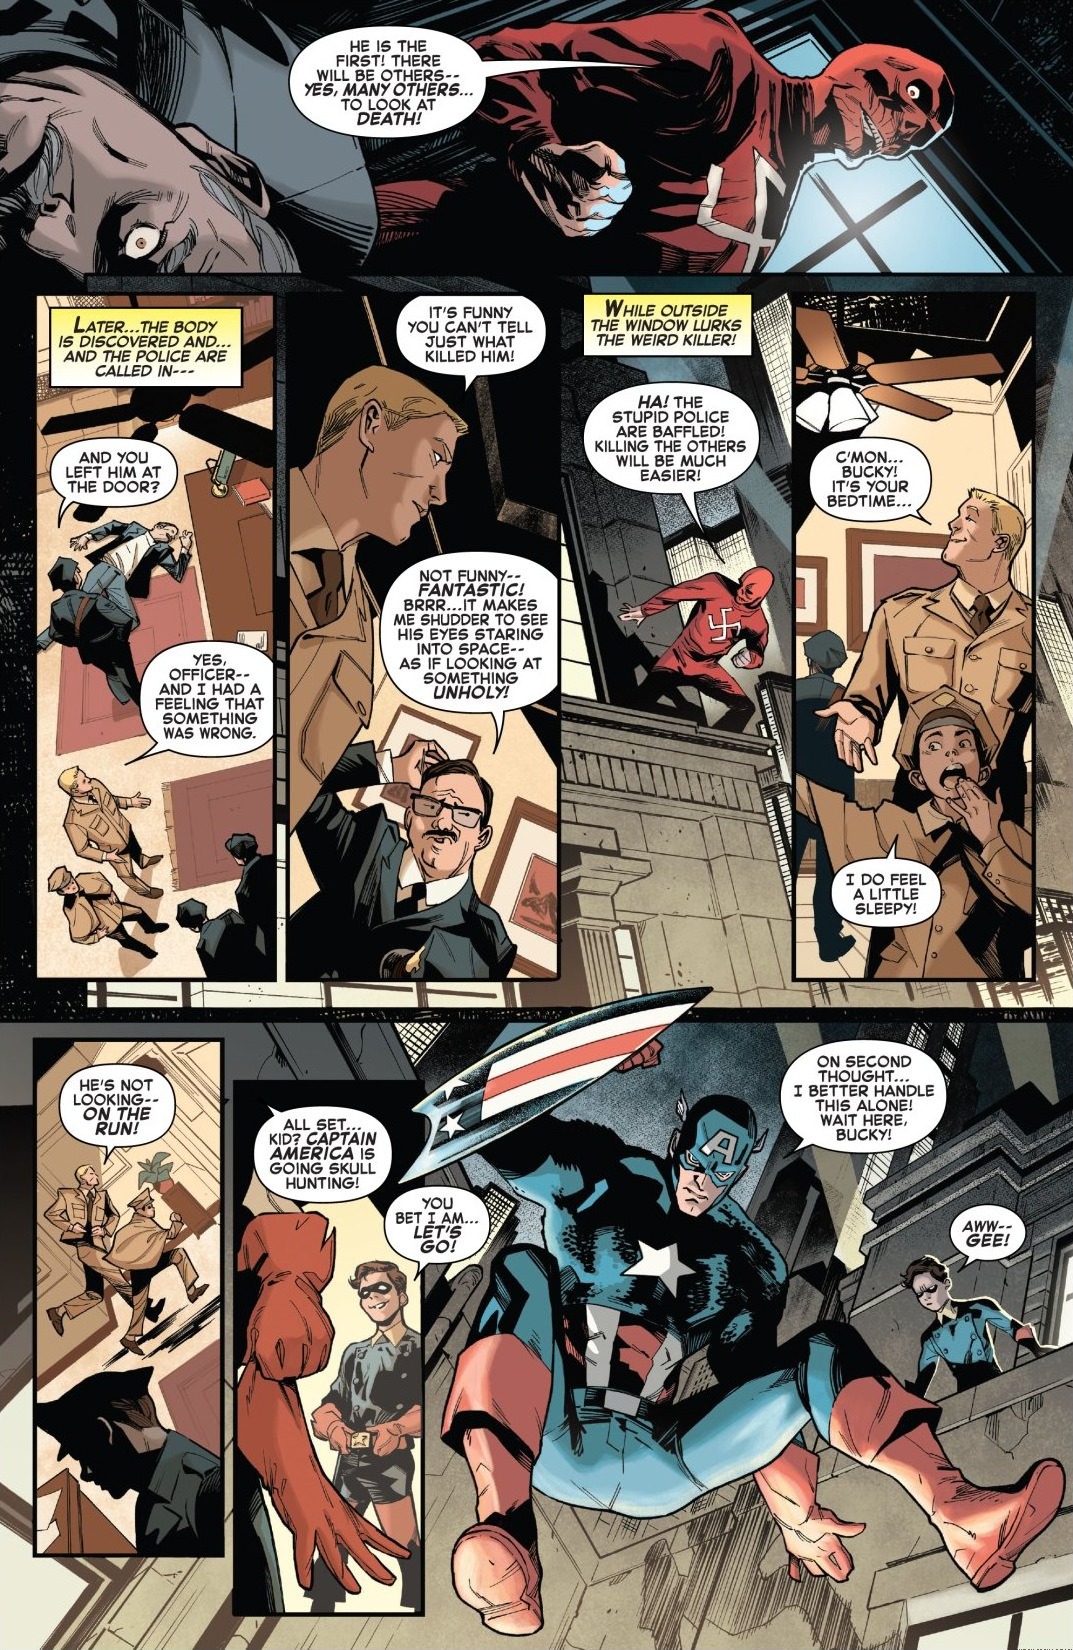 HE IS THE
FIRST! THERE
WILL BE OTHERS--
YES, MANY OTHERS...
TO LOOK AT
DEATH!
LATER...THE BODY
IS DISCOVERED AND...
AND THE POLICE ARE
CALLED IN---
AND YOU
LEFT HIM AT
THE DOOR?
YES,
OFFICER--
AND I HAD A
FEELING THAT
SOMETHING
WAS WRONG.
IT'S FUNNY
YOU CAN'T TELL
JUST WHAT
KILLED HIM!
NOT FUNNY--
FANTASTIC!
BRRR...IT MAKES
ME SHUDDER TO SEE
HIS EYES STARING
INTO SPACE--
AS IF LOOKING AT
SOMETHING
UNHOLY!
WHILE OUTSIDE
THE WINDOW LURKS
THE WEIRD KILLER!
HA! THE
STUPID POLICE
ARE BAFFLED!
KILLING THE OTHERS
WILL BE MUCH
EASIER!
C'MON...
BUCKY!
IT'S YOUR
BEDTIME...
I DO FEEL
A LITTLE
SLEEPY!
HE'S NOT
LOOKING--
ON THE
RUN!
ALL SET...
KID? CAPTAIN
AMERICA IS
GOING SKULL
HUNTING!
YOU
BET I AM...
LET'S
GO!
A
ON SECOND
THOUGHT...
I BETTER HANDLE
THIS ALONE!
WAIT HERE,
BUCKY!
AWW--
GEE!